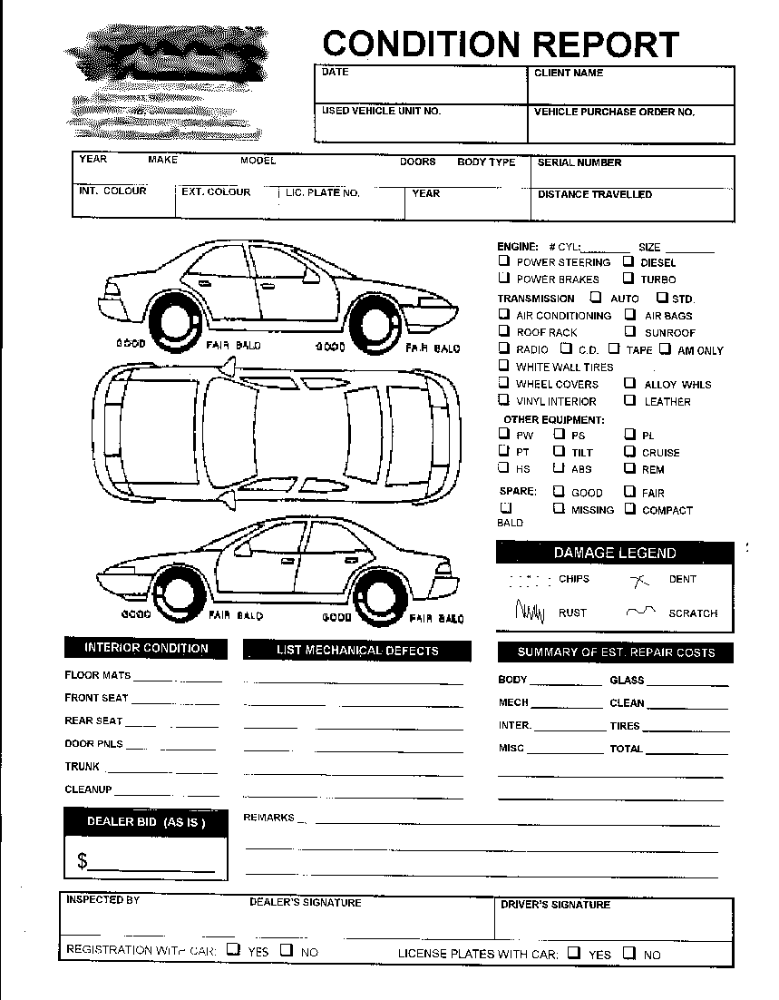 CONDITION REPORT
DATE CLIENT NAME
USED VEHICLE UNIT NO. VEHICLE PURCHASE ORDER NO.
YEAR MAKE MODEL DOORS BODY TYPE SERIAL NUMBER
INT. COLOUR EXT. COLOUR LIC. PLATE NO. YEAR DISTANCE TRAVELLED
ENGINE: # CYL: SIZE
POWER STEERING DIESEL
POWER BRAKES TURBO
TRANSMISSION AUTO STD.
AIR CONDITIONING AIR BAGS
ROOF RACK SUNROOF
RADIO C.D. TAPE AM ONLY
WHITE WALL TIRES
WHEEL COVERS ALLOY WHLS
VINYL INTERIOR LEATHER
OTHER EQUIPMENT:
PW PS PL
PT TILT CRUISE
HS ABS REM
SPARE: GOOD FAIR
MISSING COMPACT
BALD
GOOD FAIR BALD GOOD FAIR BALD
GOOD FAIR BALD GOOD FAIR BALD
DAMAGE LEGEND
CHIPS DENT
RUST SCRATCH
INTERIOR CONDITION
FLOOR MATS
FRONT SEAT
REAR SEAT
DOOR PNLS
TRUNK
CLEANUP
LIST MECHANICAL DEFECTS
SUMMARY OF EST. REPAIR COSTS
BODY GLASS
MECH CLEAN
INTER. TIRES
MISC TOTAL
DEALER BID (AS IS )
$
REMARKS
INSPECTED BY DEALER'S SIGNATURE DRIVER'S SIGNATURE
REGISTRATION WITH CAR: YES NO LICENSE PLATES WITH CAR: YES NO